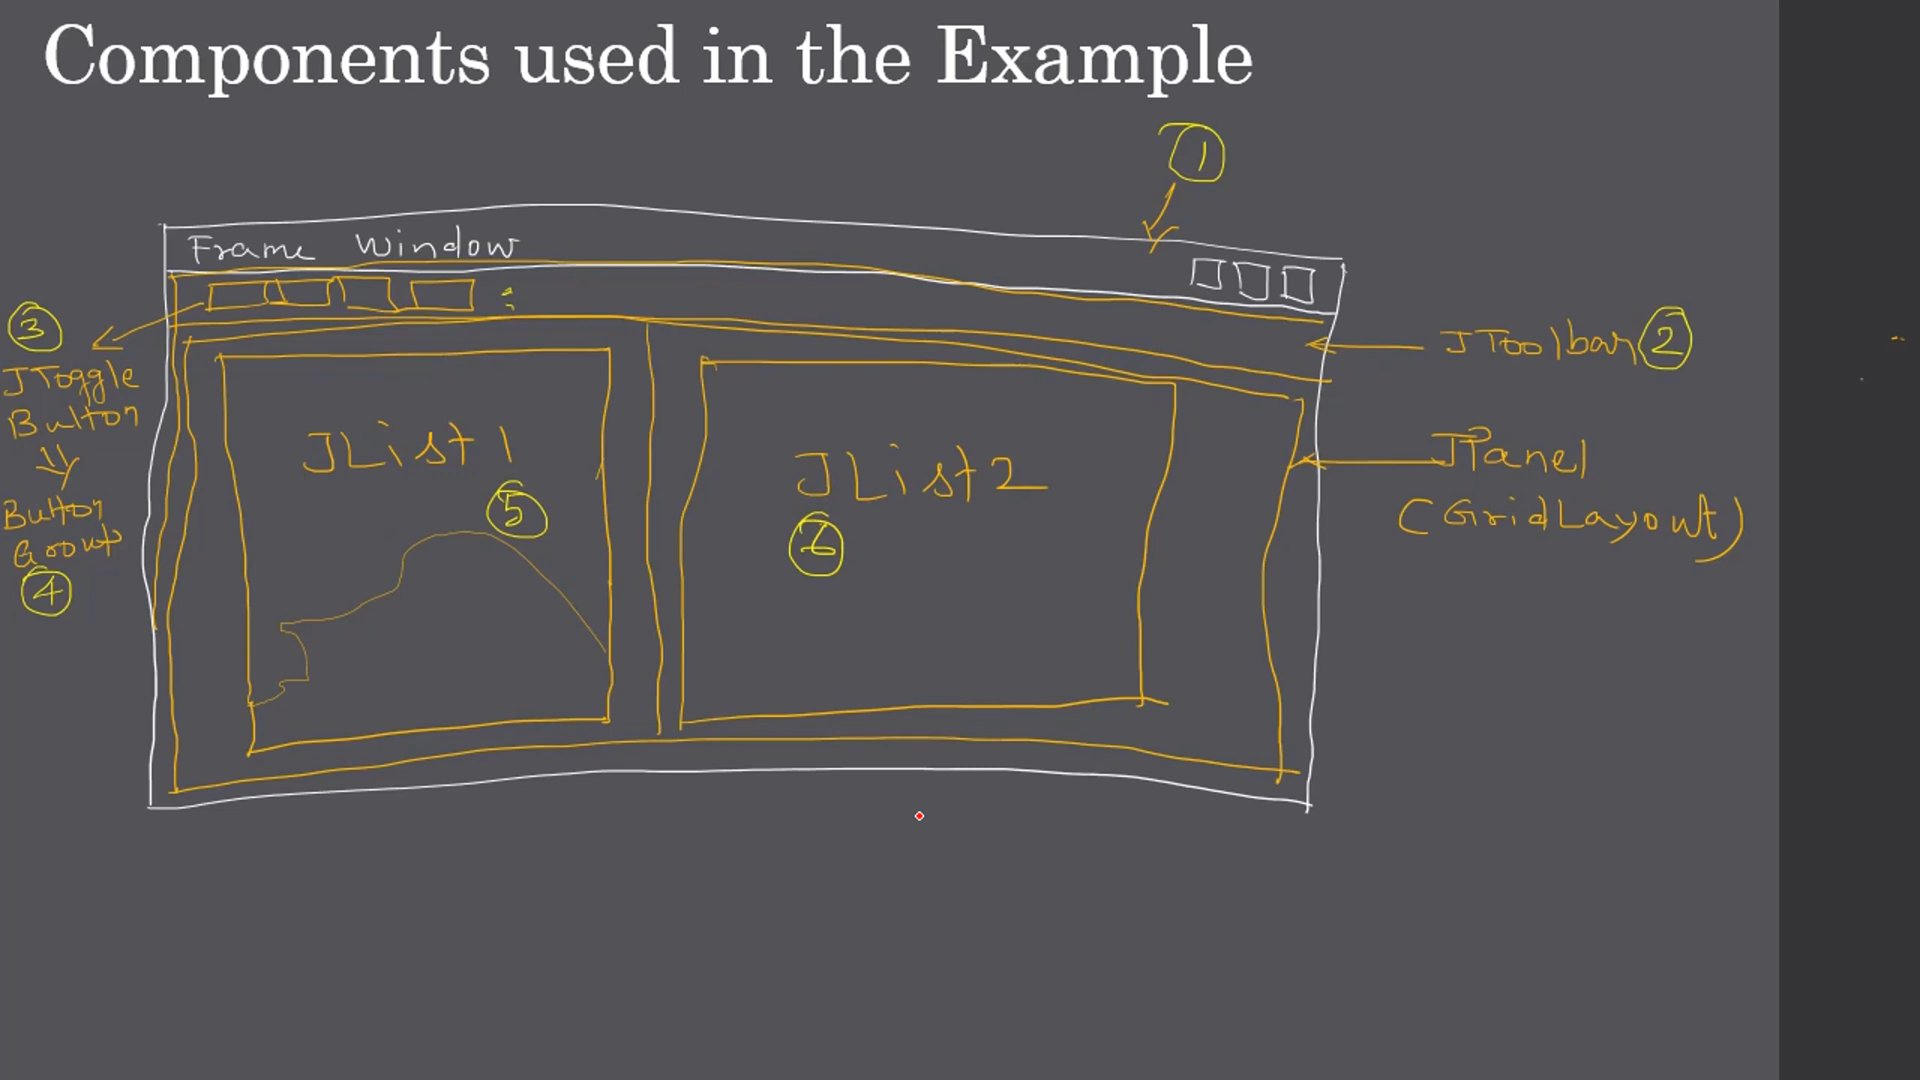 Components used in the Example
1
Frame Window
3
JToggle
Button
Button
Group
4
JToolbar 2
JList 1
5
JList 2
JPanel
(GridLayout)